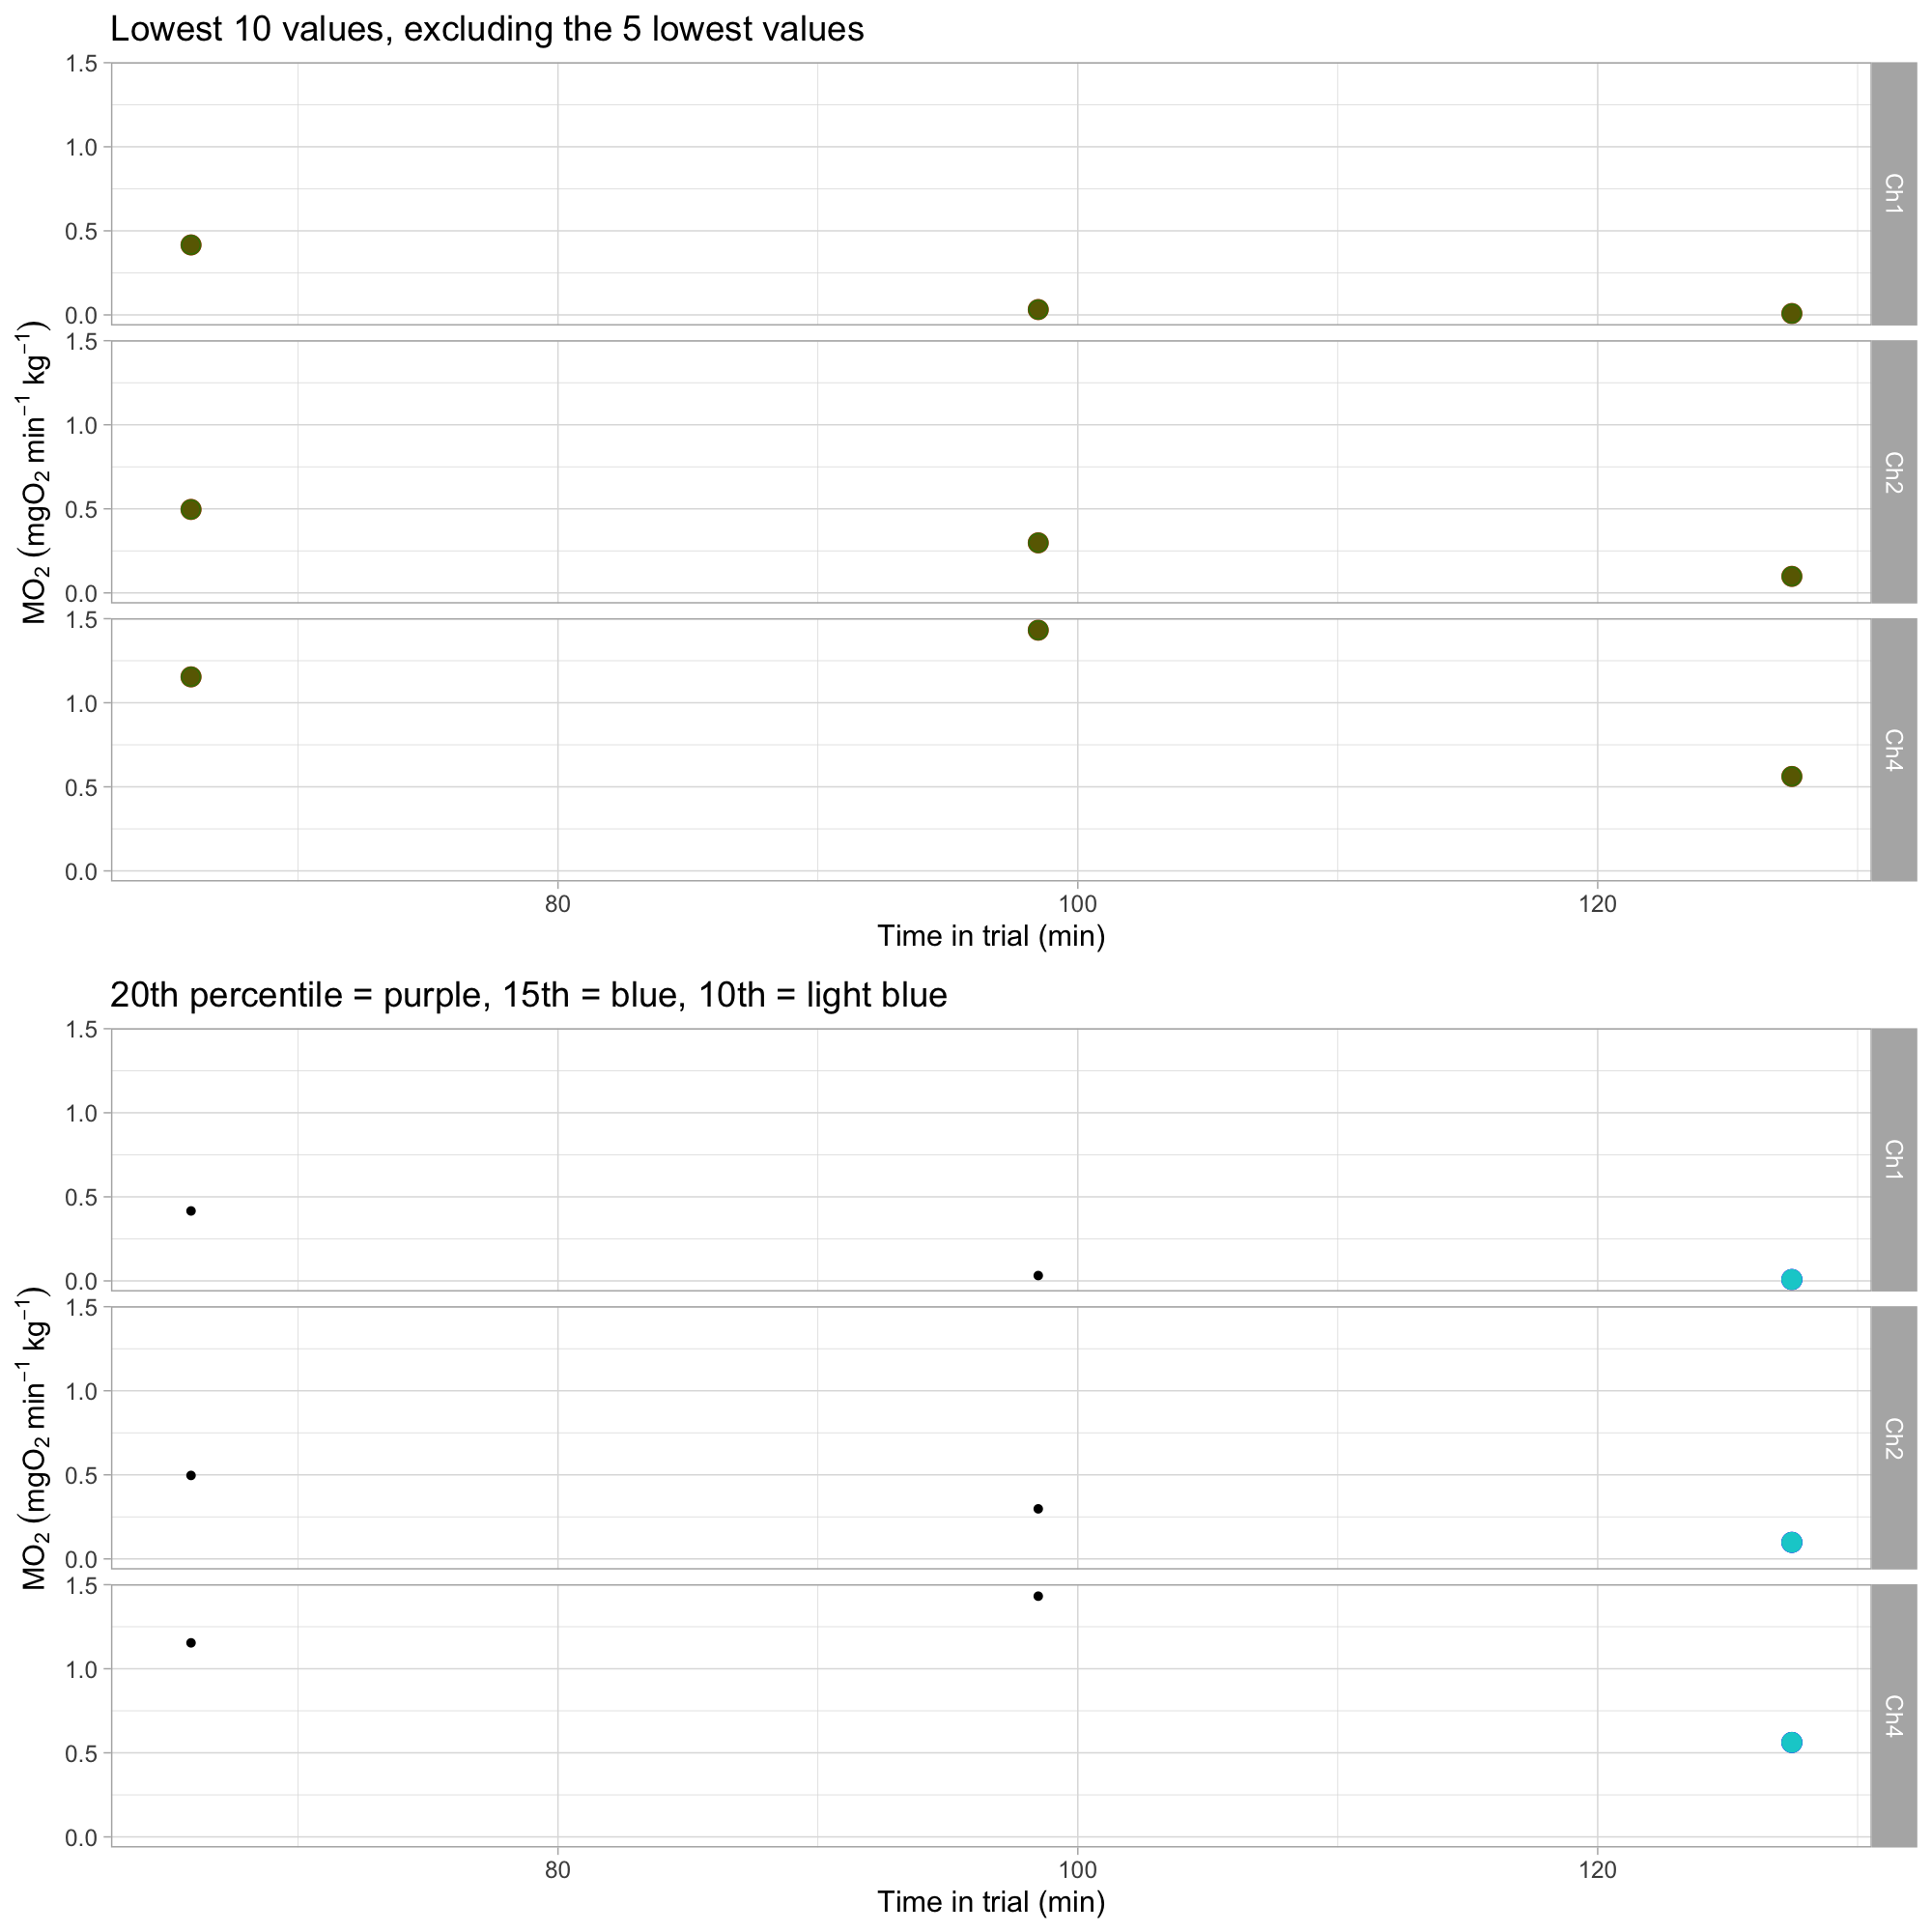 Lowest 10 values, excluding the 5 lowest values
MO₂ (mgO₂ min⁻¹ kg⁻¹)
1.5
1.0
0.5
0.0
Ch1
1.5
1.0
0.5
0.0
Ch2
1.5
1.0
0.5
0.0
Ch4
80 100 120
Time in trial (min)
20th percentile = purple, 15th = blue, 10th = light blue
MO₂ (mgO₂ min⁻¹ kg⁻¹)
1.5
1.0
0.5
0.0
Ch1
1.5
1.0
0.5
0.0
Ch2
1.5
1.0
0.5
0.0
Ch4
80 100 120
Time in trial (min)